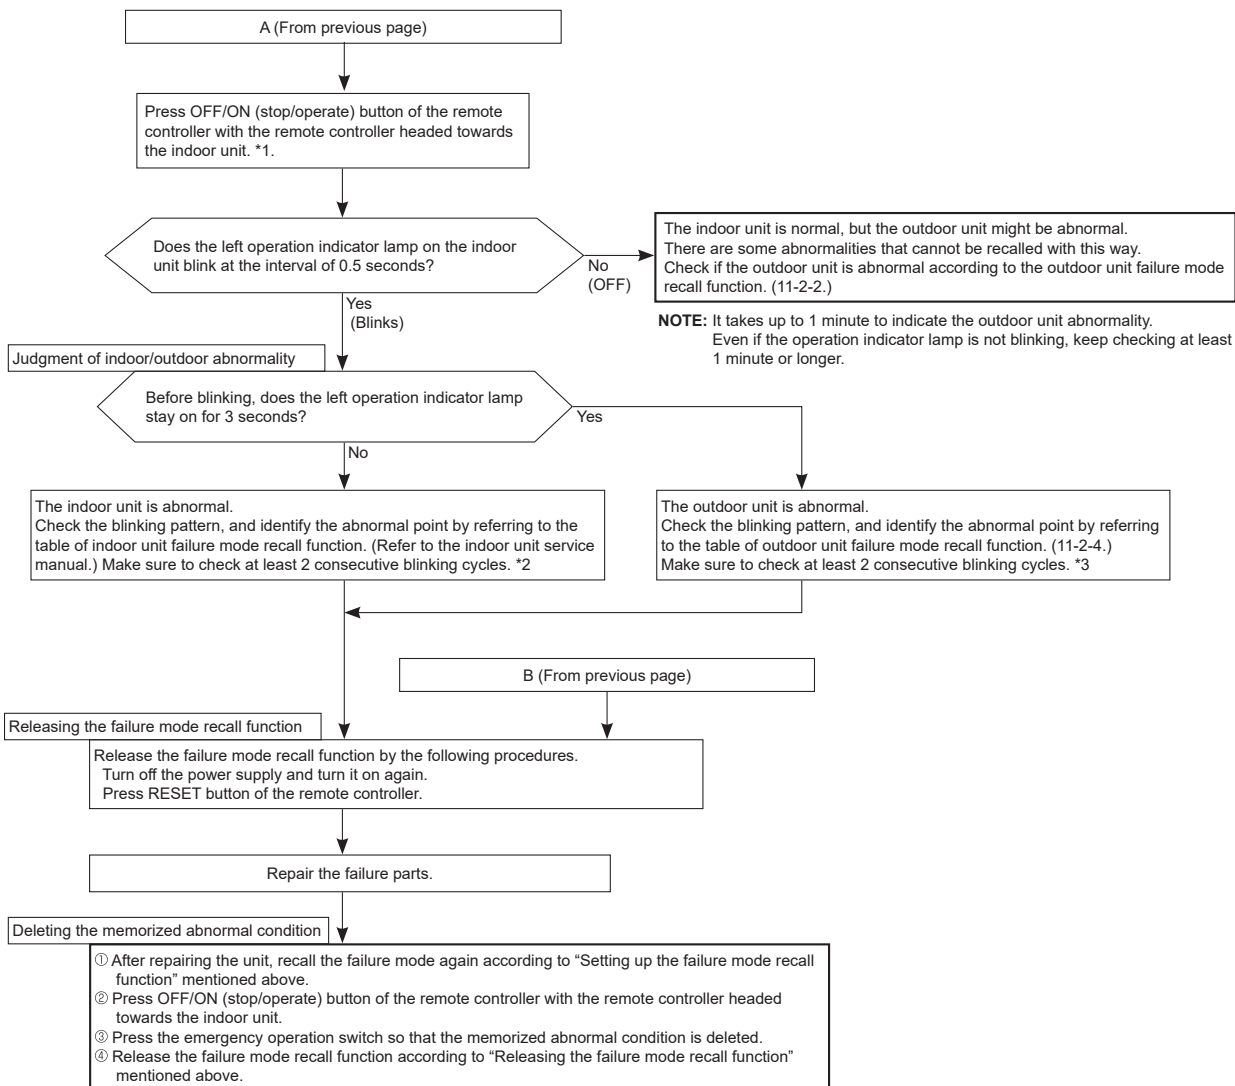 A (From previous page)
Press OFF/ON (stop/operate) button of the remote
controller with the remote controller headed towards
the indoor unit. *1.
Does the left operation indicator lamp on the indoor
unit blink at the interval of 0.5 seconds?
No
(OFF)
The indoor unit is normal, but the outdoor unit might be abnormal.
There are some abnormalities that cannot be recalled with this way.
Check if the outdoor unit is abnormal according to the outdoor unit failure mode
recall function. (11-2-2.)
NOTE: It takes up to 1 minute to indicate the outdoor unit abnormality.
Even if the operation indicator lamp is not blinking, keep checking at least
1 minute or longer.
Yes
(Blinks)
Judgment of indoor/outdoor abnormality
Before blinking, does the left operation indicator lamp
stay on for 3 seconds?
Yes
No
The indoor unit is abnormal.
Check the blinking pattern, and identify the abnormal point by referring to the
table of indoor unit failure mode recall function. (Refer to the indoor unit service
manual.) Make sure to check at least 2 consecutive blinking cycles. *2
The outdoor unit is abnormal.
Check the blinking pattern, and identify the abnormal point by referring
to the table of outdoor unit failure mode recall function. (11-2-4.)
Make sure to check at least 2 consecutive blinking cycles. *3
B (From previous page)
Releasing the failure mode recall function
Release the failure mode recall function by the following procedures.
Turn off the power supply and turn it on again.
Press RESET button of the remote controller.
Repair the failure parts.
Deleting the memorized abnormal condition
① After repairing the unit, recall the failure mode again according to “Setting up the failure mode recall
function” mentioned above.
② Press OFF/ON (stop/operate) button of the remote controller with the remote controller headed
towards the indoor unit.
③ Press the emergency operation switch so that the memorized abnormal condition is deleted.
④ Release the failure mode recall function according to “Releasing the failure mode recall function”
mentioned above.